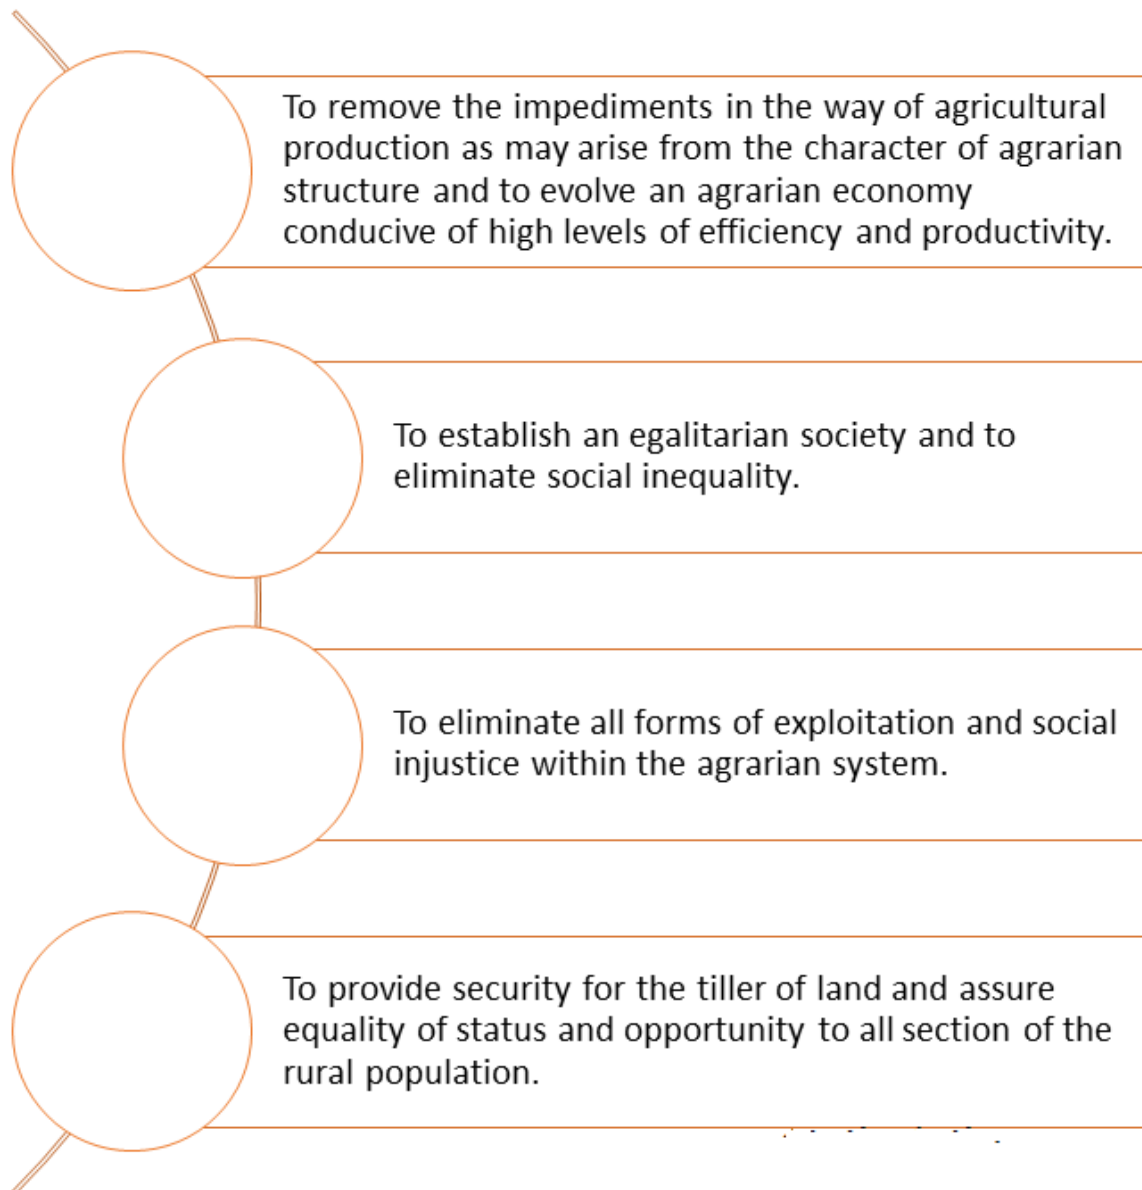 To remove the impediments in the way of agricultural
production as may arise from the character of agrarian
structure and to evolve an agrarian economy
conducive of high levels of efficiency and productivity.
To establish an egalitarian society and to
eliminate social inequality.
To eliminate all forms of exploitation and social
injustice within the agrarian system.
To provide security for the tiller of land and assure
equality of status and opportunity to all section of the
rural population.